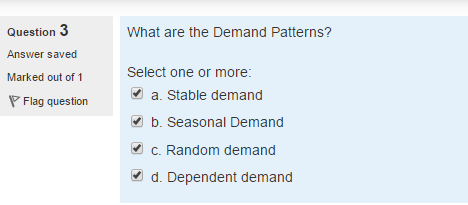 Question 3
Answer saved
Marked out of 1
Flag question
What are the Demand Patterns?
Select one or more:
a. Stable demand
b. Seasonal Demand
c. Random demand
d. Dependent demand